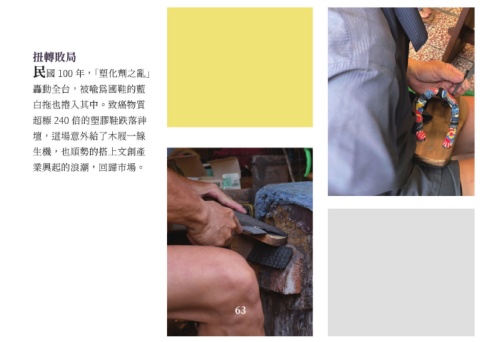 扭轉敗局
民國 100 年，「塑化劑之亂」
轟動全台，被喻為國鞋的藍
白拖也捲入其中。致癌物質
超標 240 倍的塑膠鞋跌落神
壇，這場意外給了木屐一線
生機，也順勢的搭上文創產
業興起的浪潮，回歸市場。
63